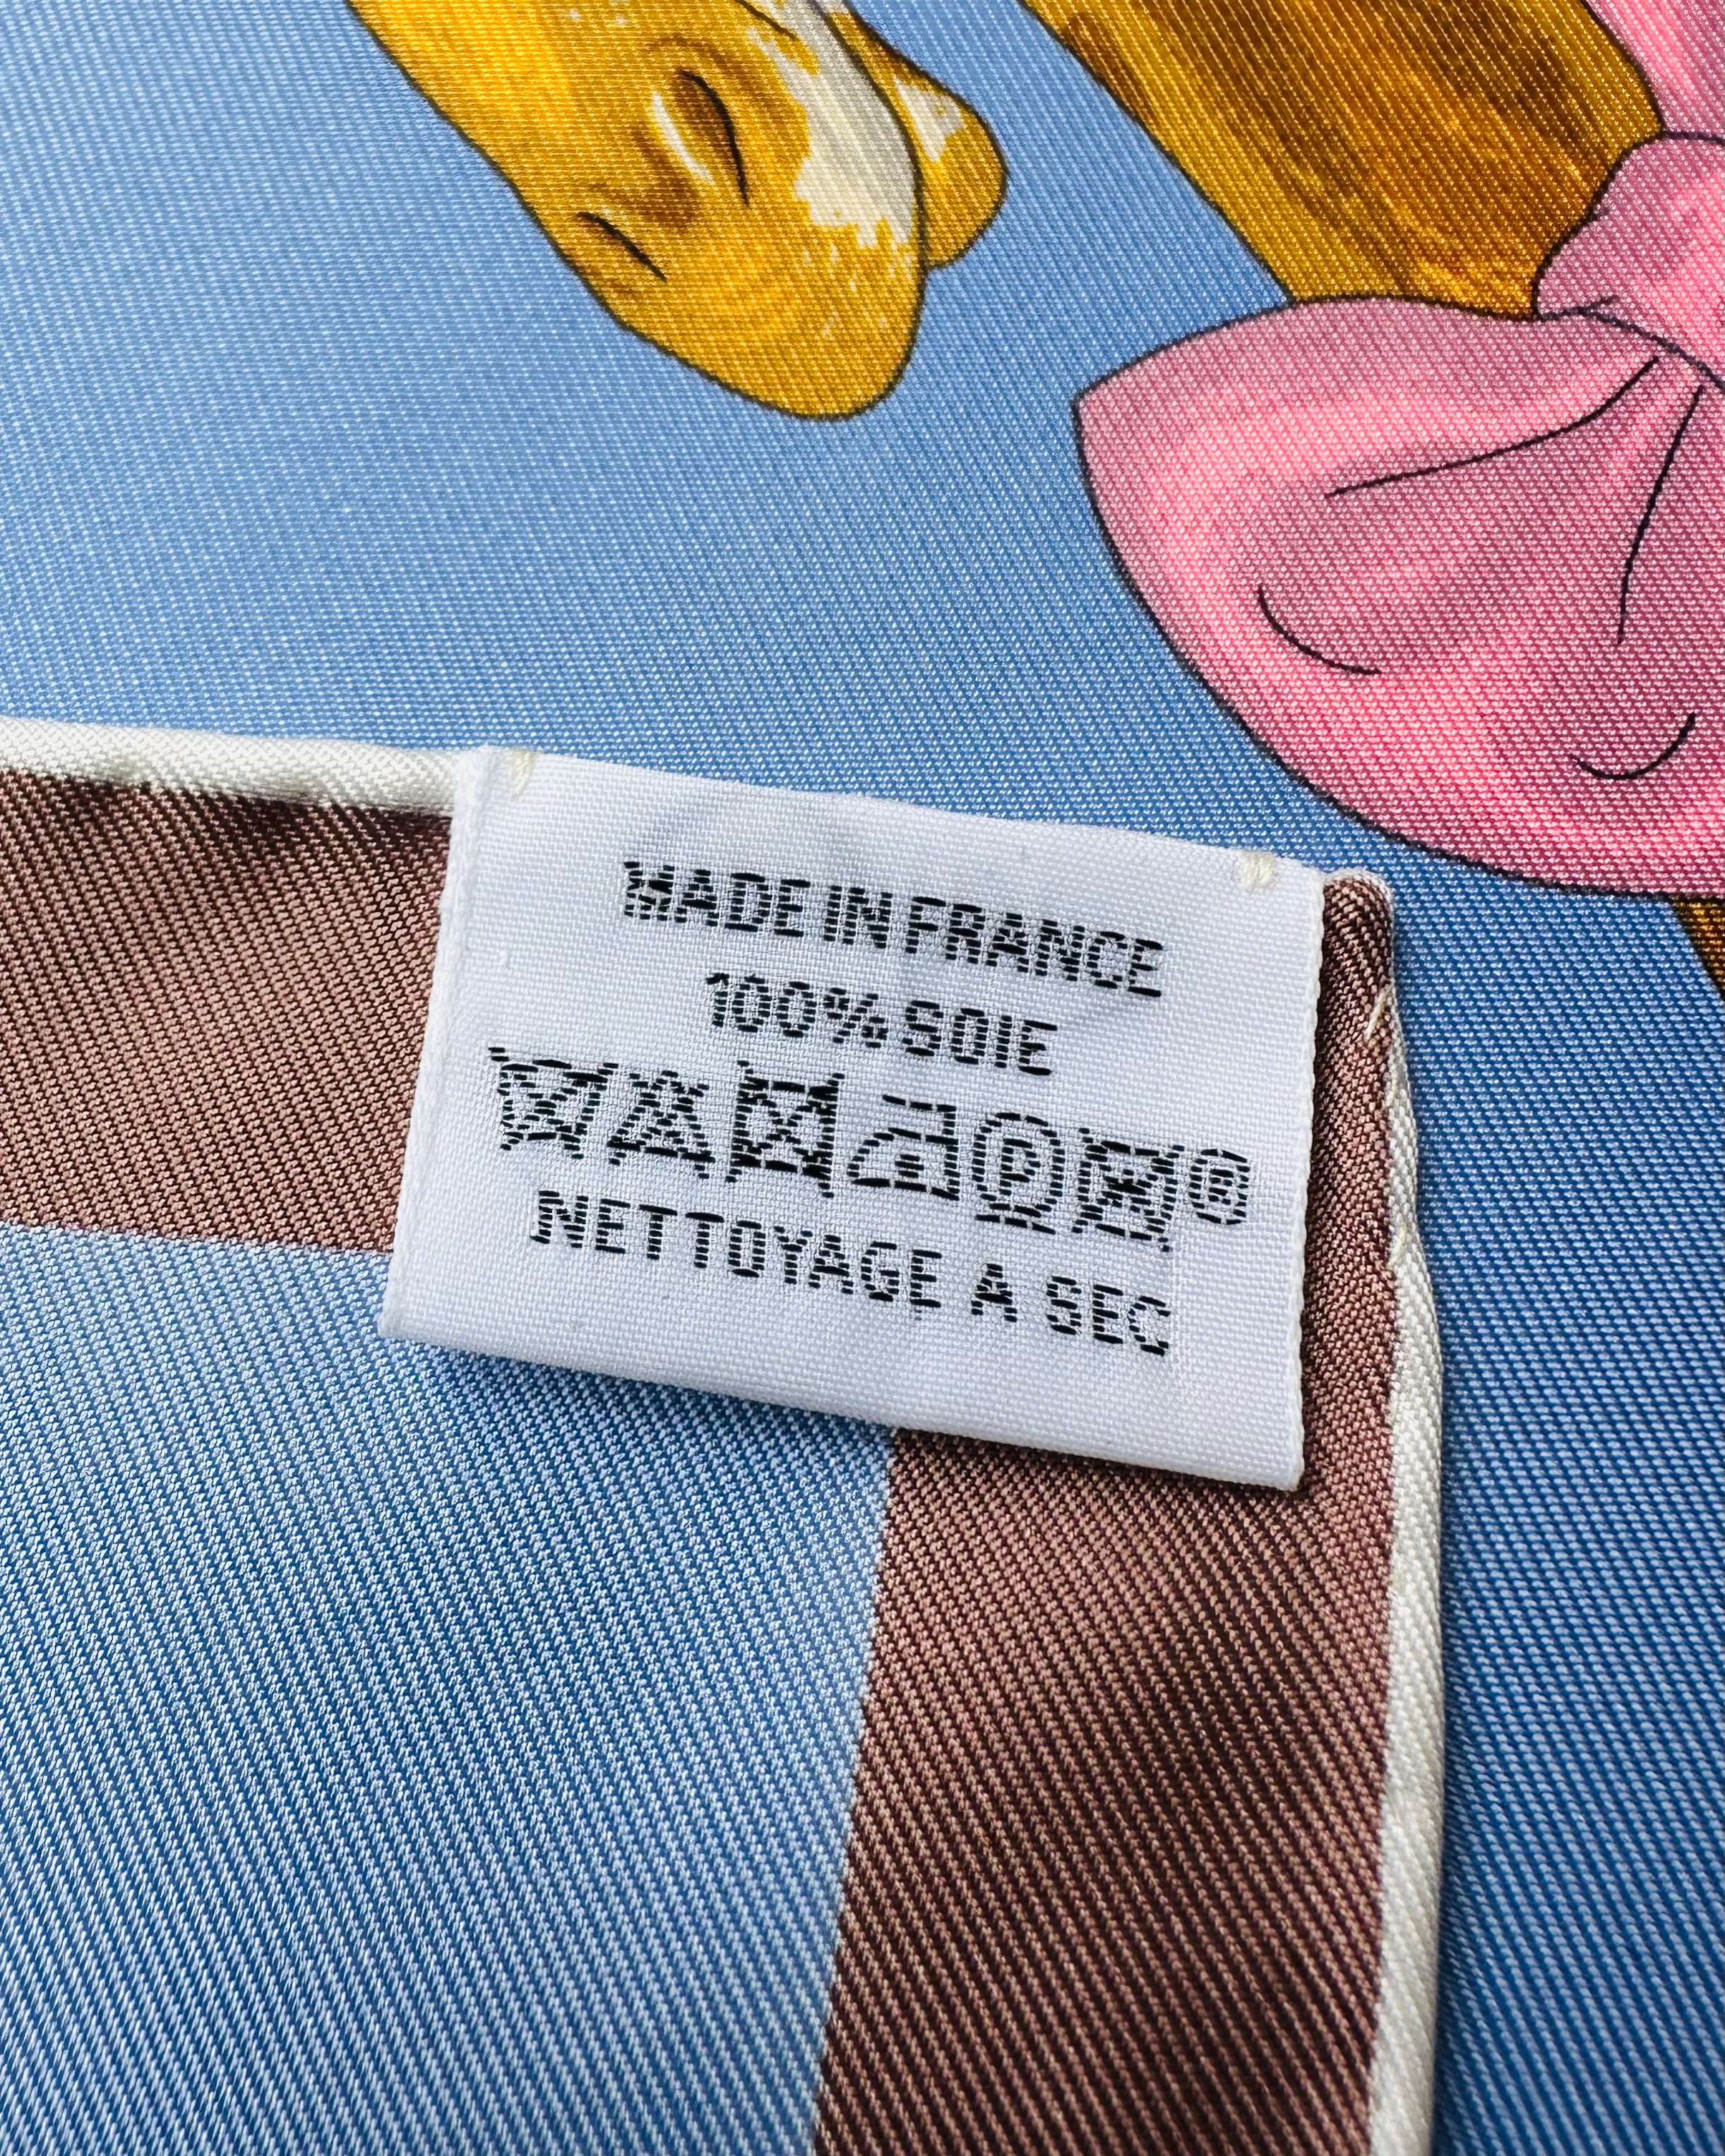 MADE IN FRANCE
100% SOIE
P ®
NETTOYAGE A SEC